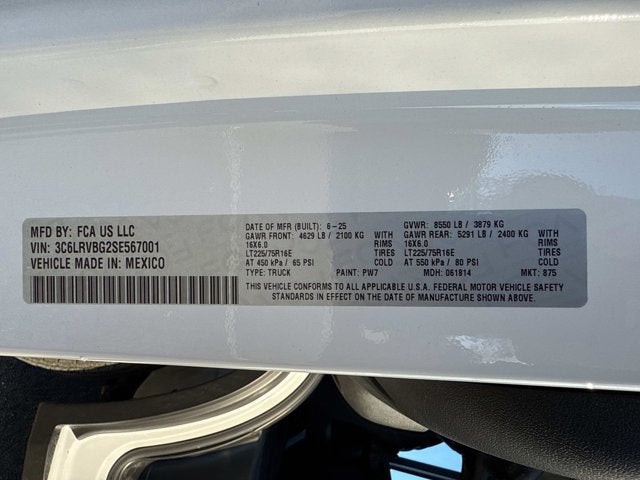 MFD BY: FCA US LLC
VIN: 3C6LRVBG2SE567001
VEHICLE MADE IN: MEXICO
DATE OF MFR (BUILT): 6-25
GAWR FRONT: 4629 LB / 2100 KG
16X6.0
LT225/75R16E
AT 450 kPa / 65 PSI
WITH
RIMS
TIRES
COLD
GVWR: 8550 LB / 3879 KG
GAWR REAR: 5291 LB / 2400 KG
16X6.0
LT225/75R16E
AT 550 kPa / 80 PSI
WITH
RIMS
TIRES
COLD
TYPE: TRUCK PAINT: PW7 MDH: 061814 MKT: 875
THIS VEHICLE CONFORMS TO ALL APPLICABLE U.S.A. FEDERAL MOTOR VEHICLE SAFETY
STANDARDS IN EFFECT ON THE DATE OF MANUFACTURE SHOWN ABOVE.